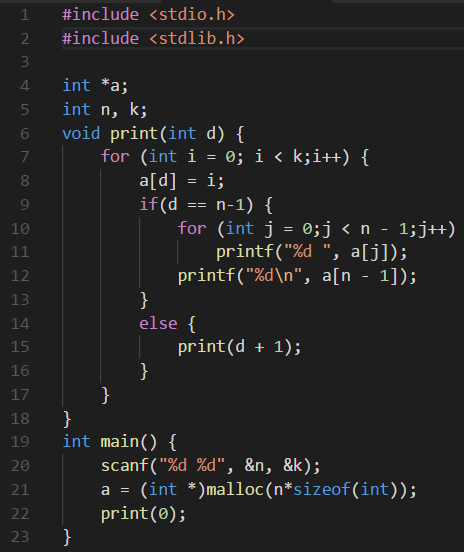 1 #include <stdio.h>
2 #include <stdlib.h>
3
4 int *a;
5 int n, k;
6 void print(int d) {
7     for (int i = 0; i < k;i++) {
8         a[d] = i;
9         if(d == n-1) {
10             for (int j = 0;j < n - 1;j++)
11                 printf("%d ", a[j]);
12             printf("%d\n", a[n - 1]);
13         }
14         else {
15             print(d + 1);
16         }
17     }
18 }
19 int main() {
20     scanf("%d %d", &n, &k);
21     a = (int *)malloc(n*sizeof(int));
22     print(0);
23 }